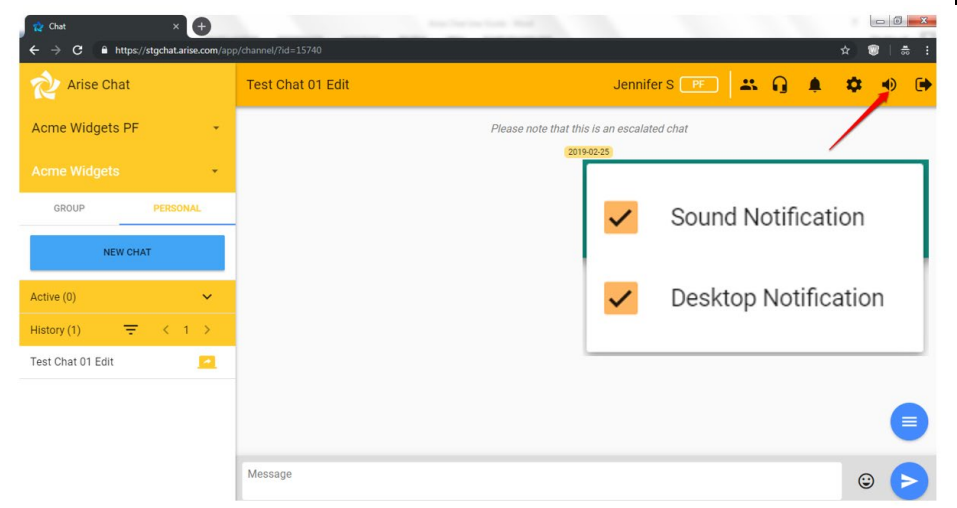 Chat
https://stgchat.arise.com/app/channel/?id=15740
Arise Chat
Test Chat 01 Edit
Jennifer S PF
Acme Widgets PF
Please note that this is an escalated chat
2019-02-25
Acme Widgets
GROUP PERSONAL
Sound Notification
NEW CHAT
Active (0)
Desktop Notification
History (1) < 1 >
Test Chat 01 Edit
Message